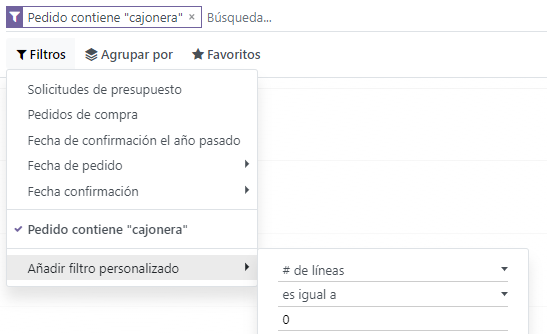 Pedido contiene "cajonera" × Búsqueda...
Filtros Agrupar por Favoritos
Solicitudes de presupuesto
Pedidos de compra
Fecha de confirmación el año pasado
Fecha de pedido
Fecha confirmación
Pedido contiene "cajonera"
Añadir filtro personalizado
# de líneas
es igual a
0